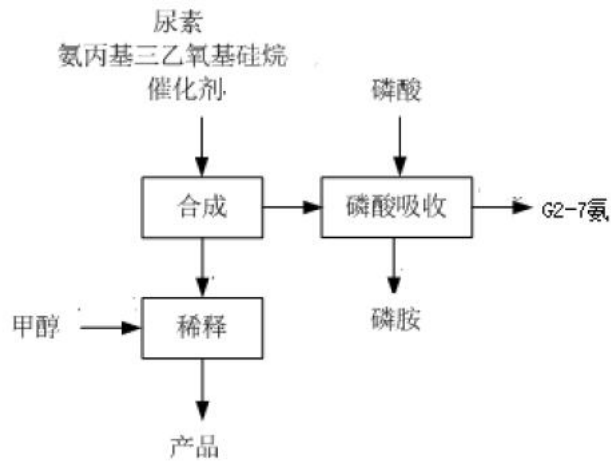 尿素
氨丙基三乙氧基硅烷
催化剂
磷酸
合成
磷酸吸收
G2-7氨
甲醇
稀释
磷胺
产品